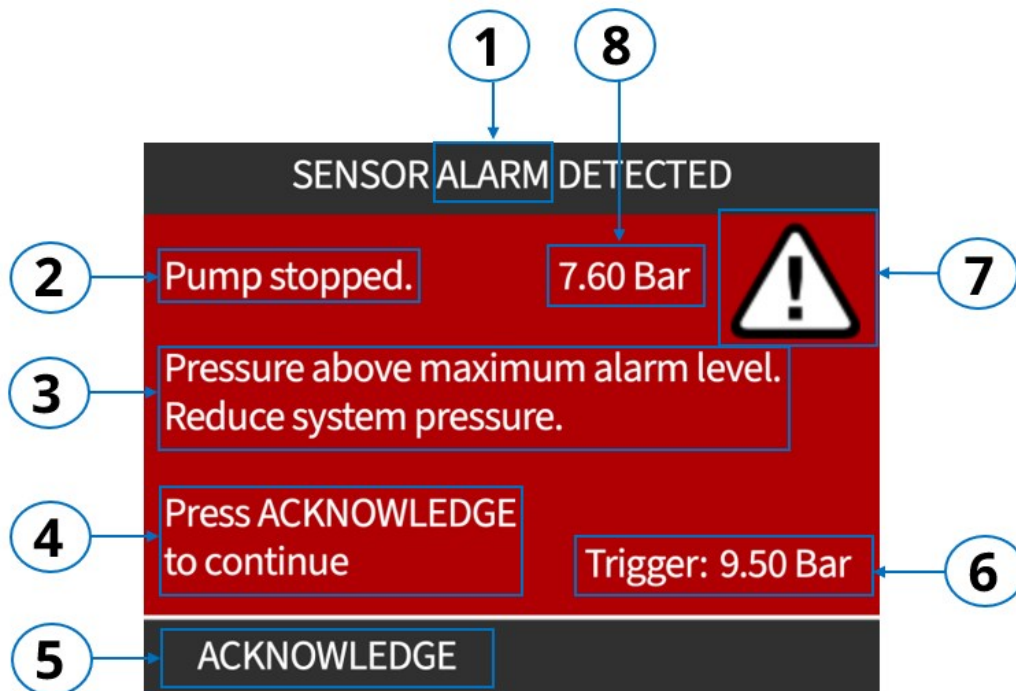 1 8
SENSOR ALARM DETECTED
2 Pump stopped. 7.60 Bar 7
3 Pressure above maximum alarm level.
Reduce system pressure.
4 Press ACKNOWLEDGE
to continue
Trigger: 9.50 Bar 6
5 ACKNOWLEDGE